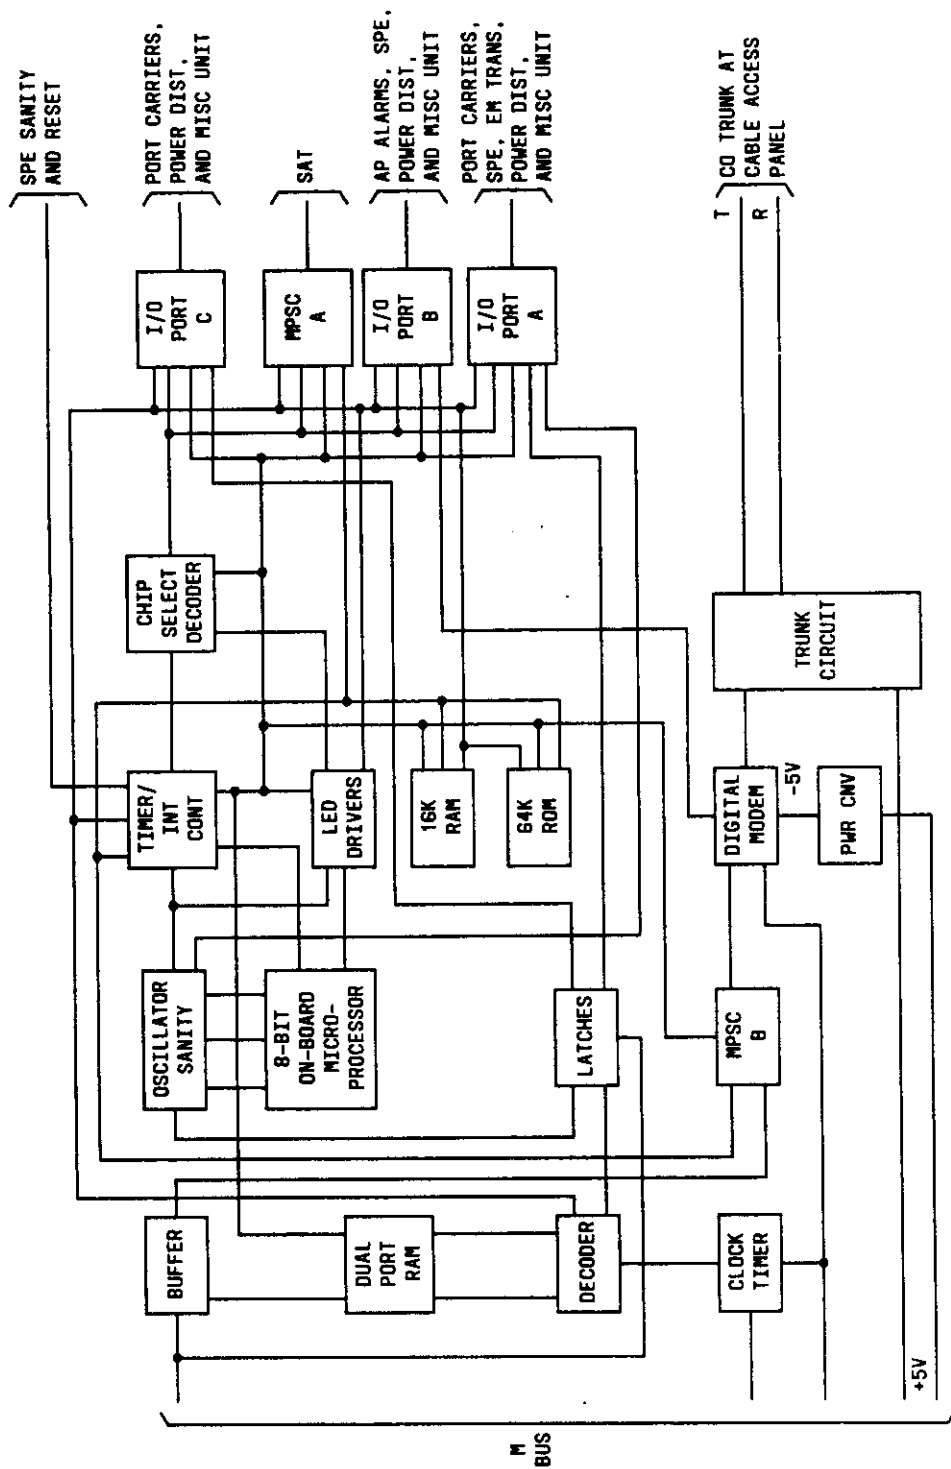 SPE SANITY
AND RESET
PORT CARRIERS,
POWER DIST,
AND MISC UNIT
SAT
AP ALARMS, SPE,
POWER DIST,
AND MISC UNIT
PORT CARRIERS,
SPE, EM TRANS,
POWER DIST,
AND MISC UNIT
CO TRUNK AT
CABLE ACCESS
PANEL
T
R
I/O
PORT
C
MPSC
A
I/O
PORT
B
I/O
PORT
A
CHIP
SELECT
DECODER
TRUNK
CIRCUIT
TIMER/
INT
CONT
LED
DRIVERS
16K
RAM
64K
ROM
DIGITAL
MODEM
-5V
PWR CNV
OSCILLATOR
SANITY
8-BIT
ON-BOARD
MICRO-
PROCESSOR
LATCHES
MPSC
B
BUFFER
DUAL
PORT
RAM
DECODER
CLOCK
TIMER
+5V
M
BUS